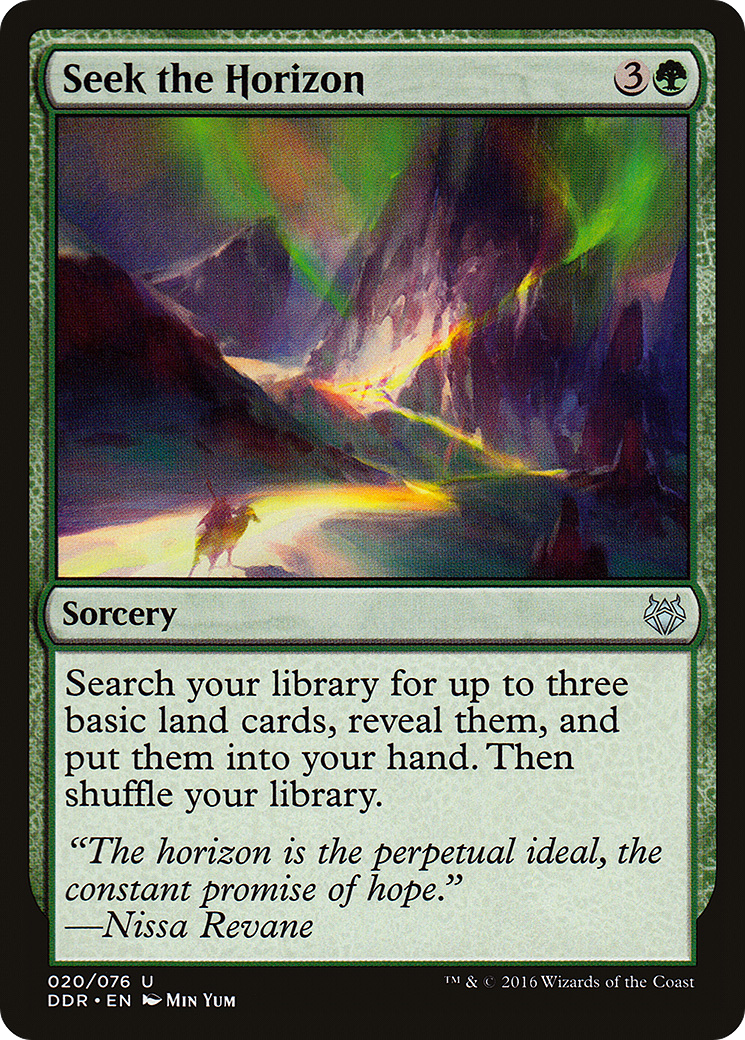 Seek the Horizon
3
Sorcery
Search your library for up to three
basic land cards, reveal them, and
put them into your hand. Then
shuffle your library.
“The horizon is the perpetual ideal, the
constant promise of hope.”
—Nissa Revane
020/076 U
™ & © 2016 Wizards of the Coast
DDR • EN Min Yum